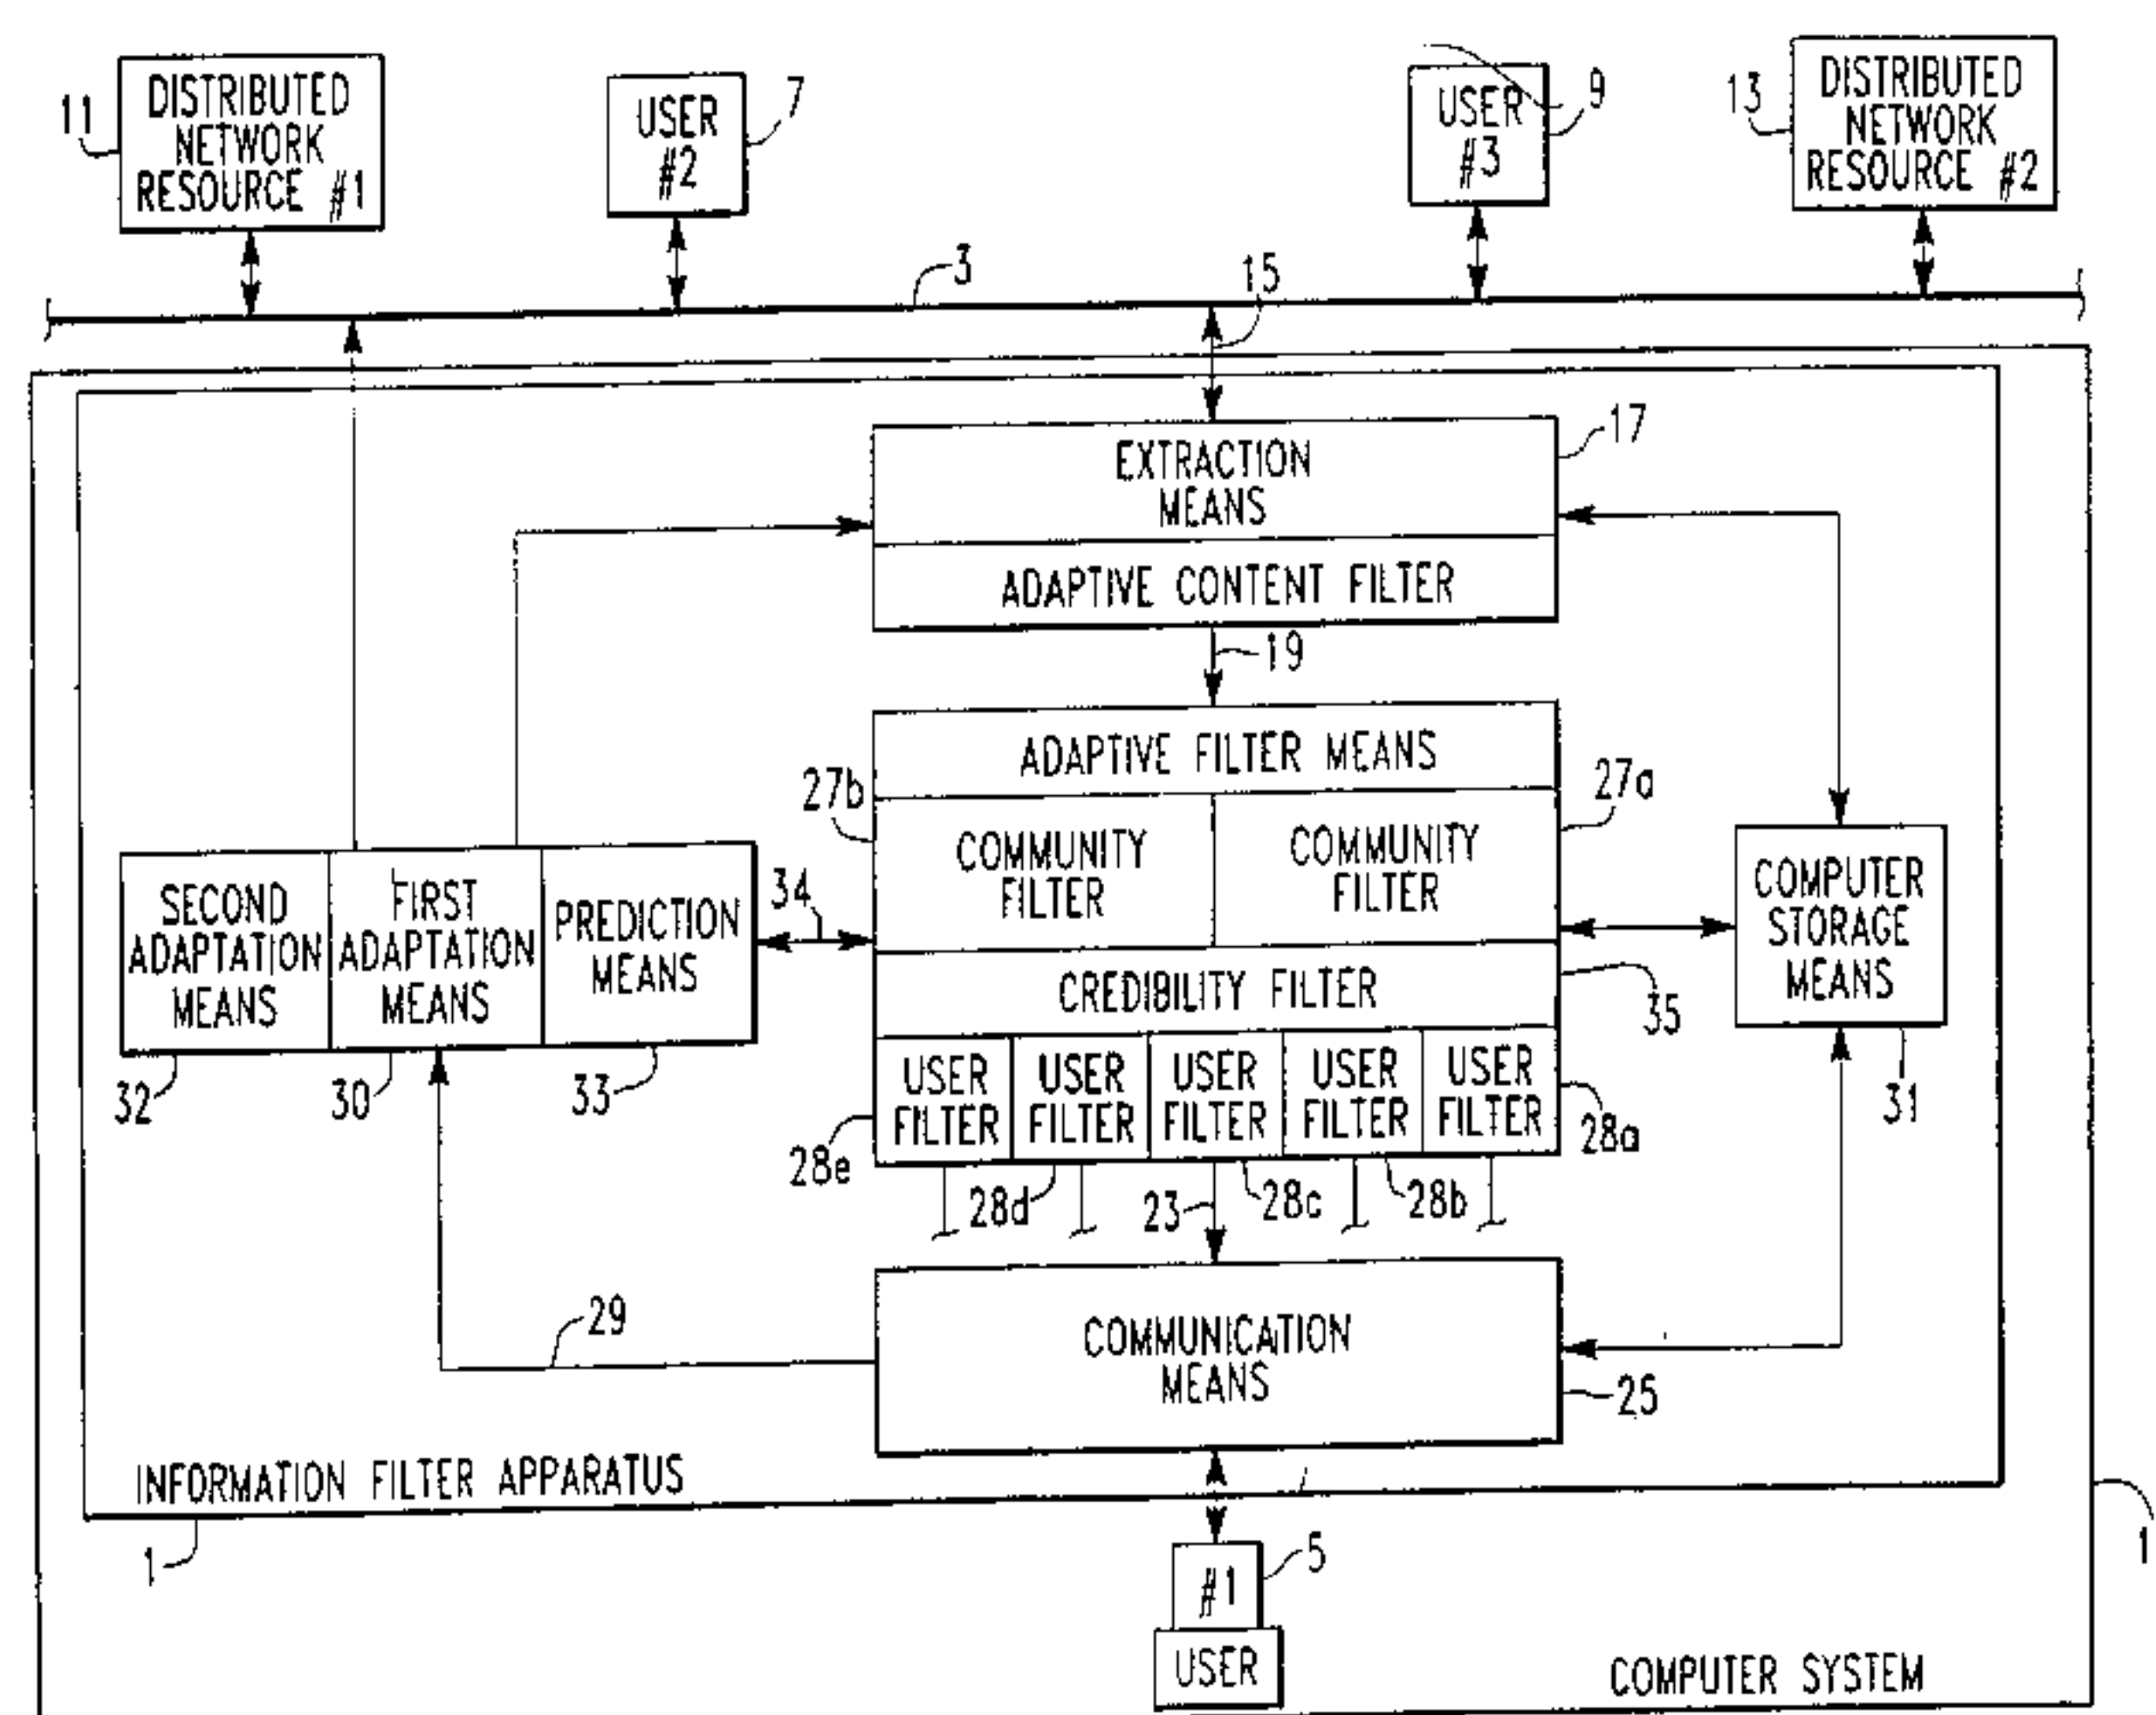 11
DISTRIBUTED
NETWORK
RESOURCE #1
USER
#2
7
USER
#3
9
13
DISTRIBUTED
NETWORK
RESOURCE #2
3
15
EXTRACTION
MEANS
17
ADAPTIVE CONTENT FILTER
19
ADAPTIVE FILTER MEANS
27b
COMMUNITY
FILTER
COMMUNITY
FILTER
27a
SECOND
ADAPTATION
MEANS
FIRST
ADAPTATION
MEANS
PREDICTION
MEANS
34
COMPUTER
STORAGE
MEANS
CREDIBILITY FILTER
35
32
30
33
31
USER
FILTER
USER
FILTER
USER
FILTER
USER
FILTER
USER
FILTER
28e
28d
23
28c
28b
28a
29
COMMUNICATION
MEANS
25
INFORMATION FILTER APPARATUS
1
1
#1
5
USER
COMPUTER SYSTEM